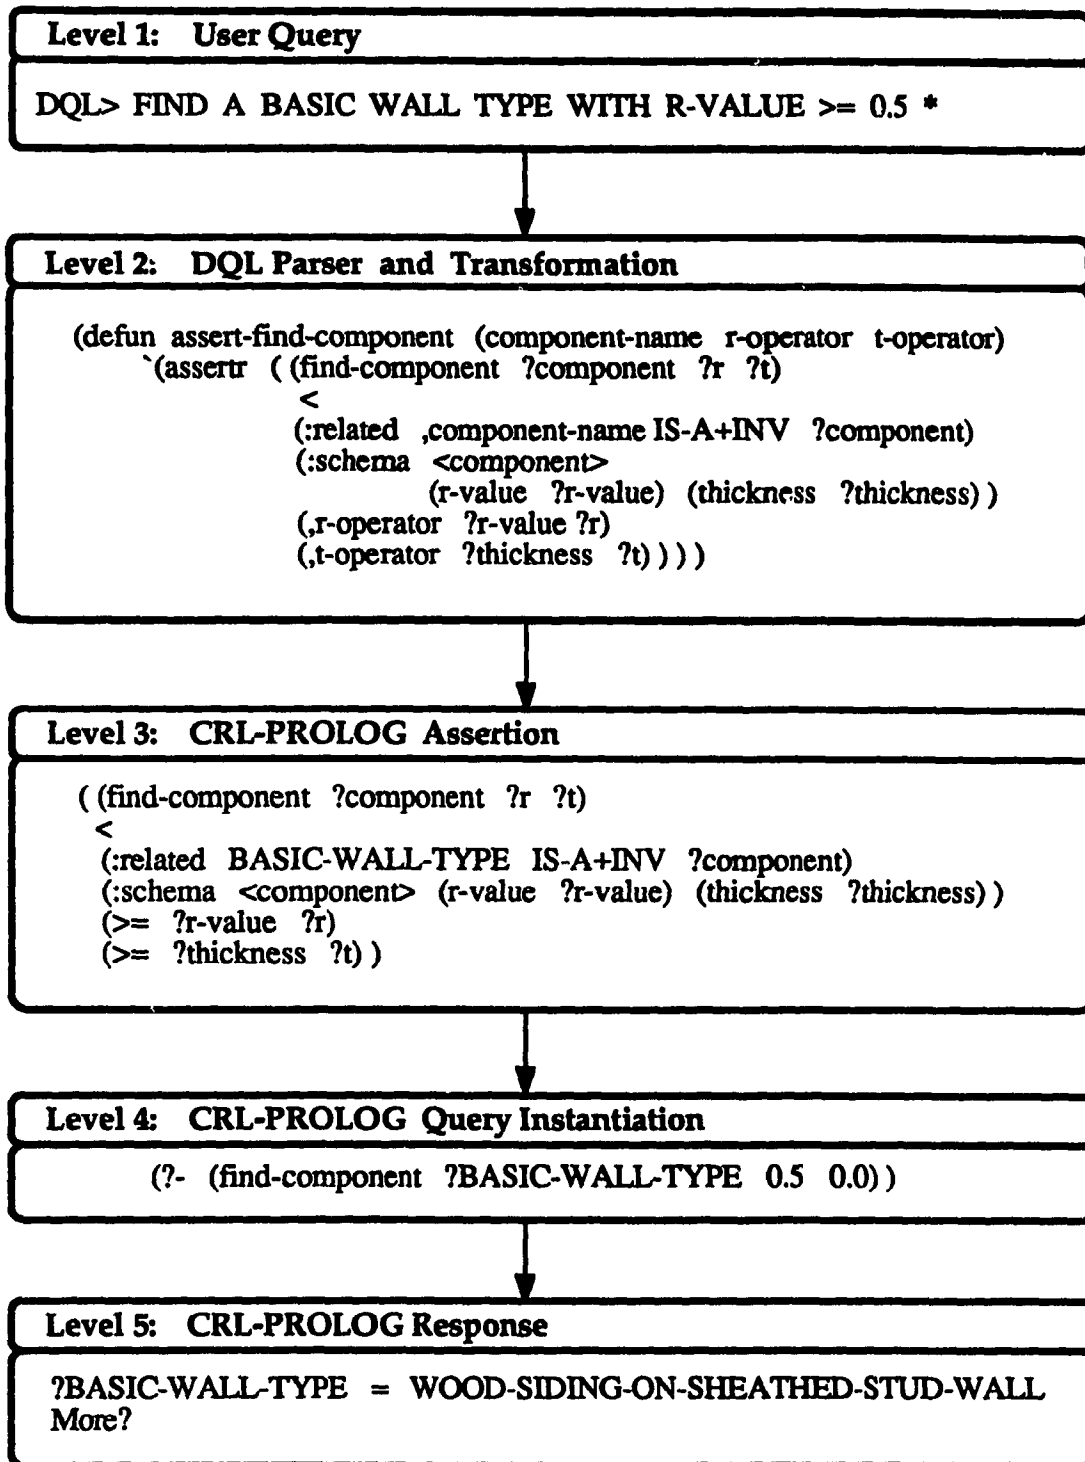 Level 1: User Query
DQL> FIND A BASIC WALL TYPE WITH R-VALUE >= 0.5 *
Level 2: DQL Parser and Transformation
(defun assert-find-component (component-name r-operator t-operator)
`(assertr ( (find-component ?component ?r ?t)
<
(:related ,component-name IS-A+INV ?component)
(:schema <component>
(r-value ?r-value) (thickness ?thickness) )
(,r-operator ?r-value ?r)
(,t-operator ?thickness ?t) ) ) )
Level 3: CRL-PROLOG Assertion
( (find-component ?component ?r ?t)
<
(:related BASIC-WALL-TYPE IS-A+INV ?component)
(:schema <component> (r-value ?r-value) (thickness ?thickness) )
(>= ?r-value ?r)
(>= ?thickness ?t) )
Level 4: CRL-PROLOG Query Instantiation
(?- (find-component ?BASIC-WALL-TYPE 0.5 0.0) )
Level 5: CRL-PROLOG Response
?BASIC-WALL-TYPE = WOOD-SIDING-ON-SHEATHED-STUD-WALL
More?